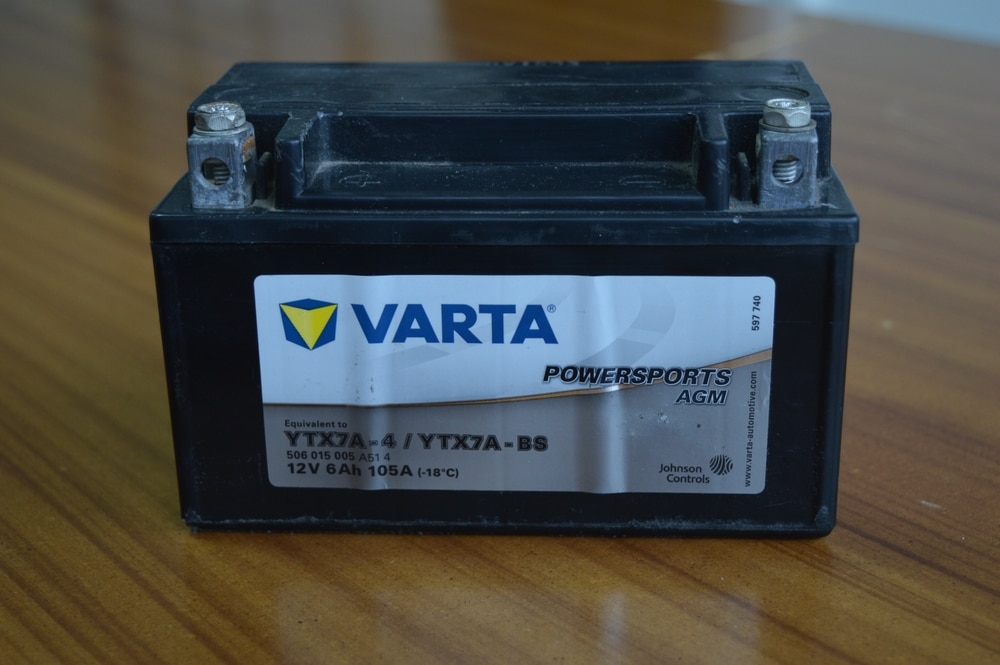 VARTA®
597 740
POWERSPORTS
AGM
Equivalent to
YTX7A-4 / YTX7A-BS
506 015 005 A51 4
12V 6Ah 105A (-18°C)
Johnson
Controls
www.varta-automotive.com
+ -